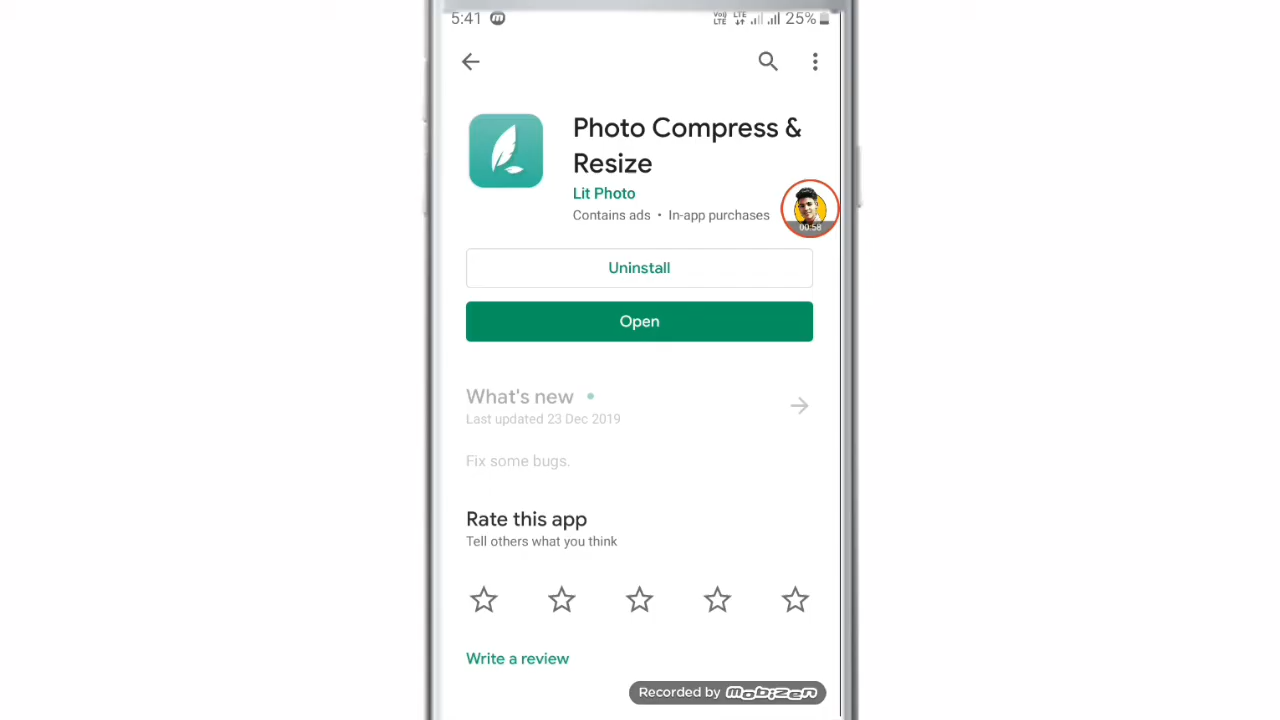 5:41
VoLTE LTE 25%
Photo Compress &
Resize
Lit Photo
Contains ads • In-app purchases
00:58
Uninstall
Open
What's new
Last updated 23 Dec 2019
Fix some bugs.
Rate this app
Tell others what you think
Write a review
Recorded by mobizen